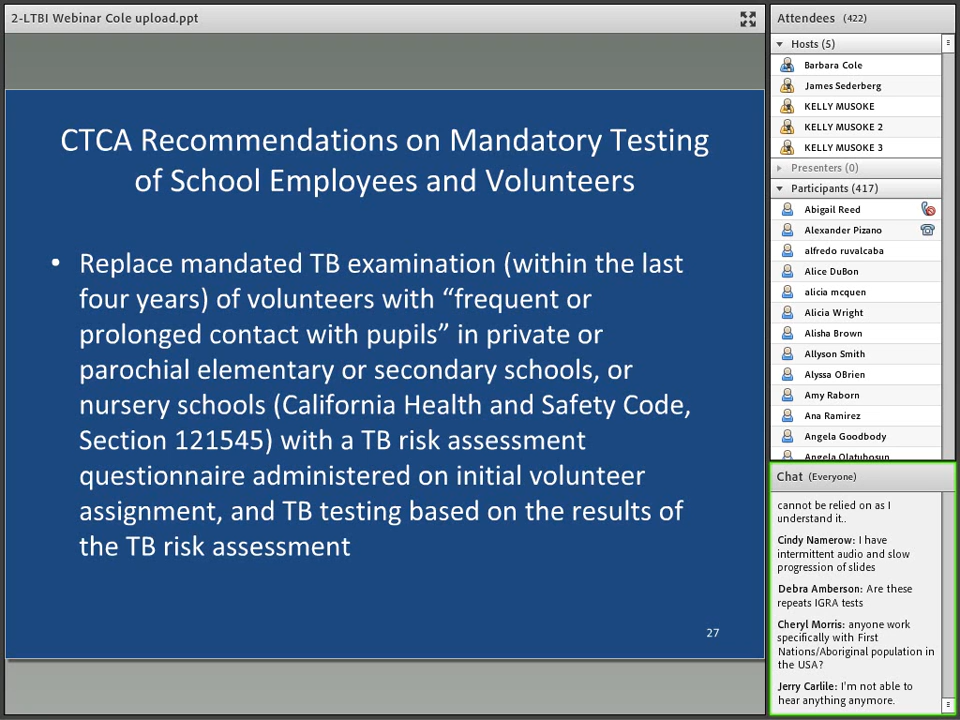 2-LTBI Webinar Cole upload.ppt
CTCA Recommendations on Mandatory Testing
of School Employees and Volunteers
• Replace mandated TB examination (within the last
four years) of volunteers with “frequent or
prolonged contact with pupils” in private or
parochial elementary or secondary schools, or
nursery schools (California Health and Safety Code,
Section 121545) with a TB risk assessment
questionnaire administered on initial volunteer
assignment, and TB testing based on the results of
the TB risk assessment
27
Attendees (422)
Hosts (5)
Barbara Cole
James Sederberg
KELLY MUSOKE
KELLY MUSOKE 2
KELLY MUSOKE 3
Presenters (0)
Participants (417)
Abigail Reed
Alexander Pizano
alfredo ruvalcaba
Alice DuBon
alicia mcquen
Alicia Wright
Alisha Brown
Allyson Smith
Alyssa OBrien
Amy Raborn
Ana Ramirez
Angela Goodbody
Angela Olatubosun
Chat (Everyone)
cannot be relied on as I
understand it..
Cindy Namerow: I have
intermittent audio and slow
progression of slides
Debra Amberson: Are these
repeats IGRA tests
Cheryl Morris: anyone work
specifically with First
Nations/Aboriginal population in
the USA?
Jerry Carlile: I'm not able to
hear anything anymore.